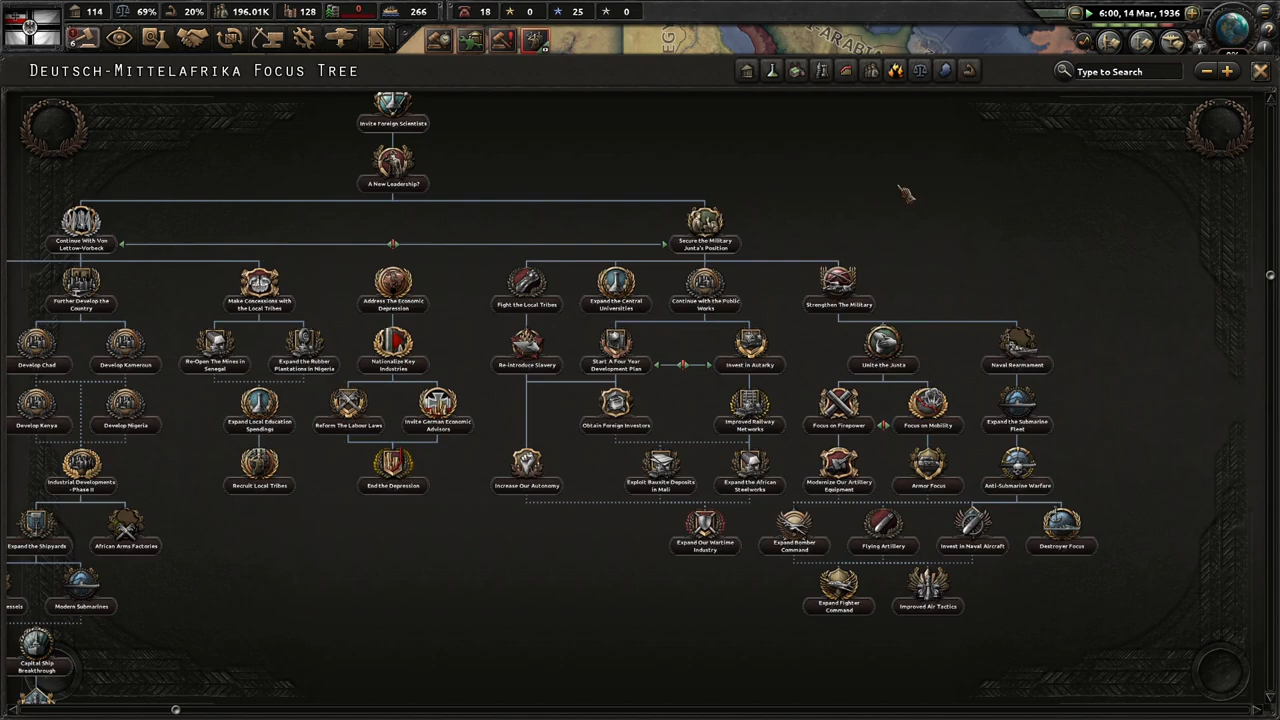 114
69%
20%
196.01K
128
0
266
18
0
25
0
6:00, 14 Mar, 1936
6
Deutsch-Mittelafrika Focus Tree
Type to Search
Invite Foreign Scientists
A New Leadership?
Continue With Von
Lettow-Vorbeck
Secure the Military
Junta's Position
Further Develop the
Country
Make Concessions with
the Local Tribes
Address The Economic
Depression
Fight the Local Tribes
Expand the Central
Universities
Continue with the Public
Works
Strengthen The Military
Develop Chad
Develop Kameroun
Re-Open The Mines in
Senegal
Expand the Rubber
Plantations in Nigeria
Nationalize Key
Industries
Re-introduce Slavery
Start A Four Year
Development Plan
Invest in Autarky
Unite the Junta
Naval Rearmament
Develop Kenya
Develop Nigeria
Expand Local Education
Spendings
Reform The Labour Laws
Invite German Economic
Advisors
Obtain Foreign Investors
Improved Railway
Networks
Focus on Firepower
Focus on Mobility
Expand the Submarine
Fleet
Industrial Developments
-Phase II
Recruit Local Tribes
End the Depression
Increase Our Autonomy
Exploit Bauxite Deposits
in Mali
Expand the African
Steelworks
Modernize Our Artillery
Equipment
Armor Focus
Anti-Submarine Warfare
Expand the Shipyards
African Arms Factories
Expand Our Wartime
Industry
Expand Bomber
Command
Flying Artillery
Invest in Naval Aircraft
Destroyer Focus
Modern Submarines
Expand Fighter
Command
Improved Air Tactics
Capital Ship
Breakthrough